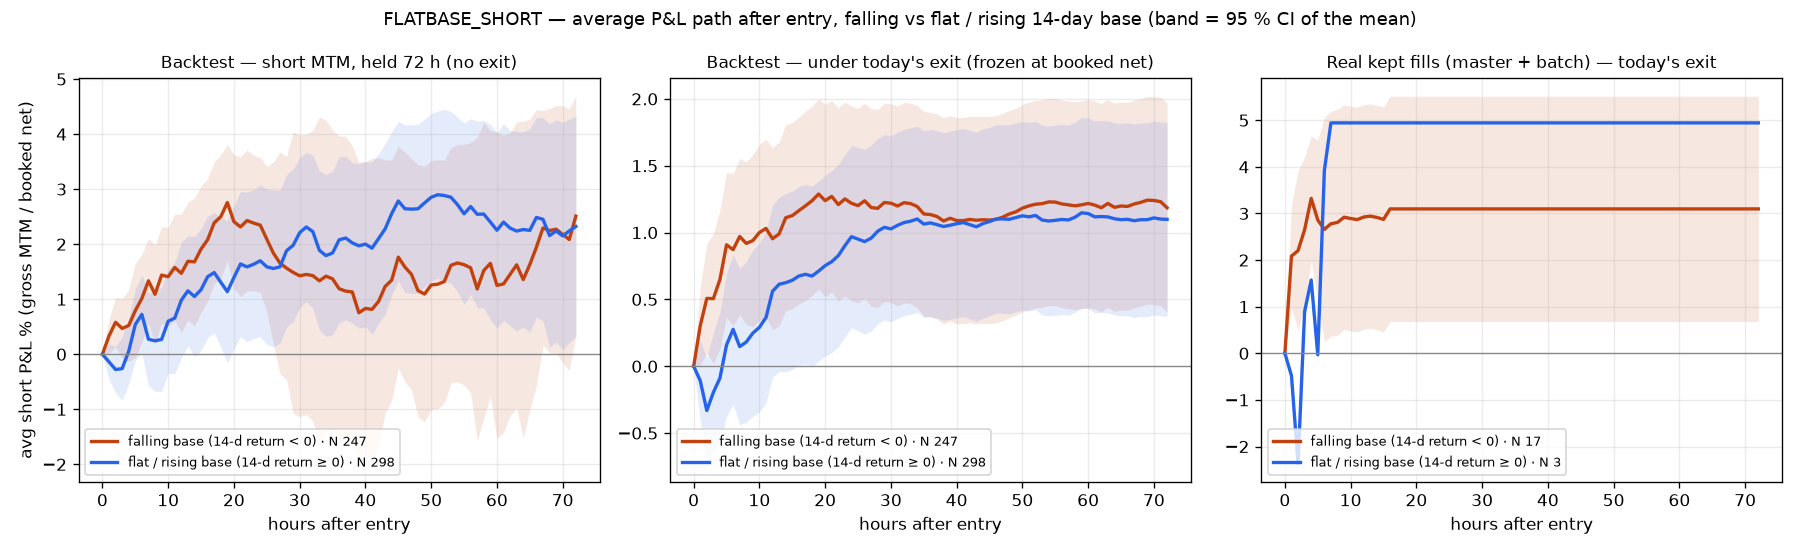 FLATBASE_SHORT — average P&L path after entry, falling vs flat / rising 14-day base (band = 95 % CI of the mean)
Backtest — short MTM, held 72 h (no exit)
avg short P&L % (gross MTM / booked net)
5
4
3
2
1
0
−1
−2
falling base (14-d return < 0) · N 247
flat / rising base (14-d return ≥ 0) · N 298
0 10 20 30 40 50 60 70
hours after entry
Backtest — under today's exit (frozen at booked net)
2.0
1.5
1.0
0.5
0.0
−0.5
falling base (14-d return < 0) · N 247
flat / rising base (14-d return ≥ 0) · N 298
0 10 20 30 40 50 60 70
hours after entry
Real kept fills (master + batch) — today's exit
5
4
3
2
1
0
−1
−2
falling base (14-d return < 0) · N 17
flat / rising base (14-d return ≥ 0) · N 3
0 10 20 30 40 50 60 70
hours after entry